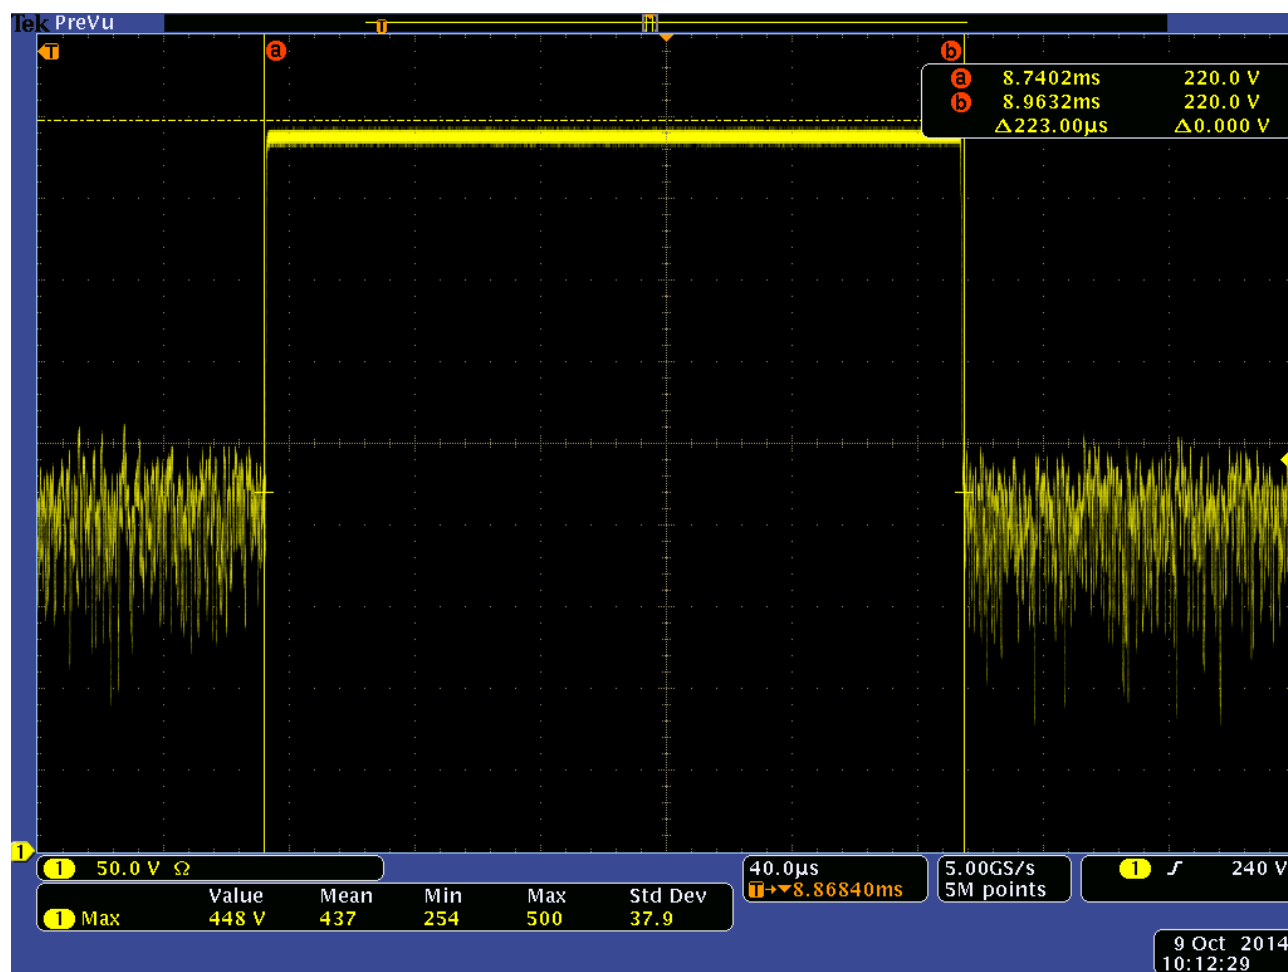 Tek PreVu
T
T a b
a 8.7402ms 220.0 V
b 8.9632ms 220.0 V
Δ223.00μs Δ0.000 V
1
1 50.0 V Ω
Value Mean Min Max Std Dev
1 Max 448 V 437 254 500 37.9
40.0μs
T→▼8.86840ms
5.00GS/s
5M points
1 ƒ 240 V
9 Oct 2014
10:12:29